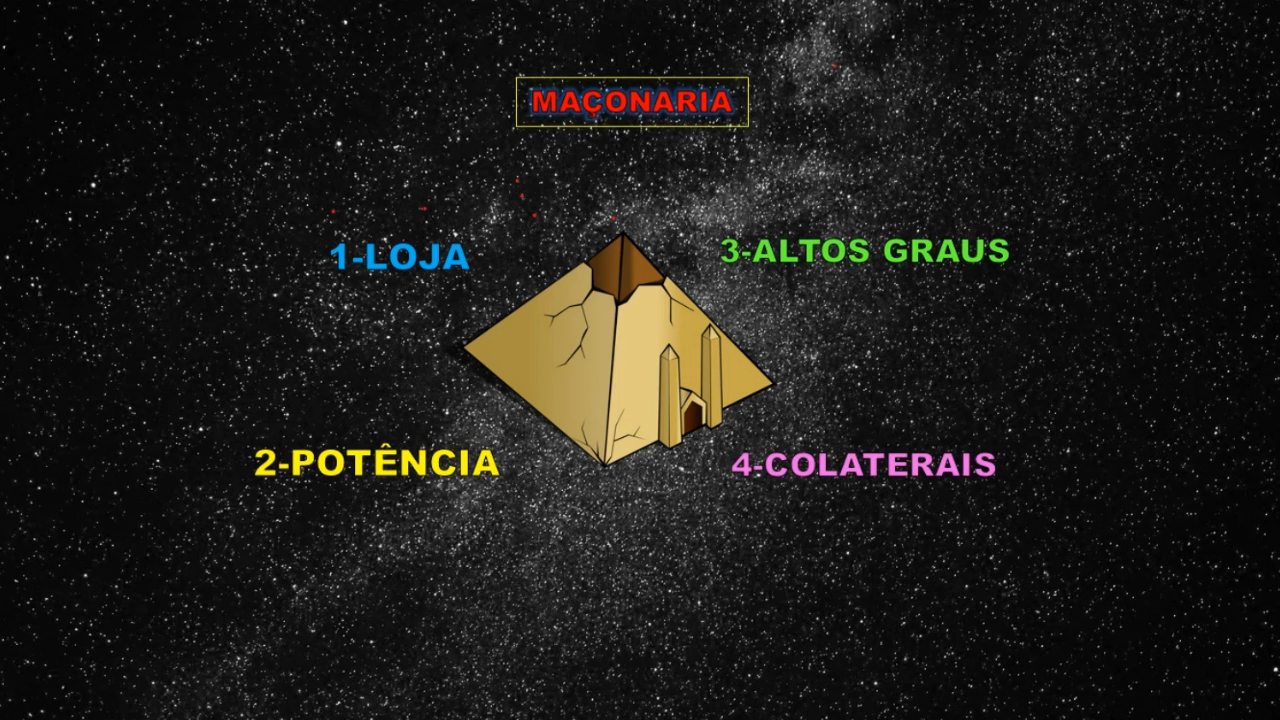 MAÇONARIA
1-LOJA
3-ALTOS GRAUS
2-POTÊNCIA
4-COLATERAIS